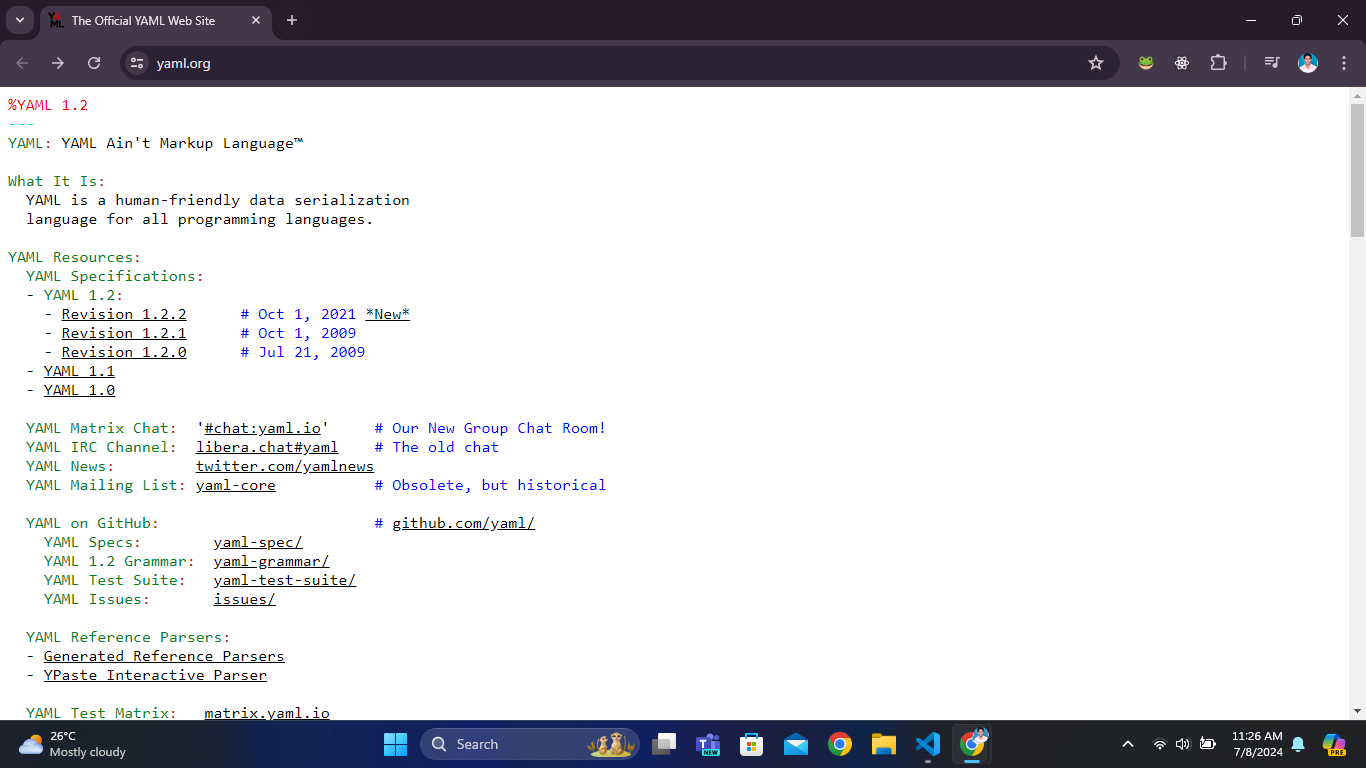 The Official YAML Web Site
yaml.org
%YAML 1.2
---
YAML: YAML Ain't Markup Language™
What It Is:
YAML is a human-friendly data serialization
language for all programming languages.
YAML Resources:
YAML Specifications:
- YAML 1.2:
- Revision 1.2.2 # Oct 1, 2021 *New*
- Revision 1.2.1 # Oct 1, 2009
- Revision 1.2.0 # Jul 21, 2009
- YAML 1.1
- YAML 1.0
YAML Matrix Chat: '#chat:yaml.io' # Our New Group Chat Room!
YAML IRC Channel: libera.chat#yaml # The old chat
YAML News: twitter.com/yamlnews
YAML Mailing List: yaml-core # Obsolete, but historical
YAML on GitHub: # github.com/yaml/
YAML Specs: yaml-spec/
YAML 1.2 Grammar: yaml-grammar/
YAML Test Suite: yaml-test-suite/
YAML Issues: issues/
YAML Reference Parsers:
- Generated Reference Parsers
- YPaste Interactive Parser
YAML Test Matrix: matrix.yaml.io
26°C
Mostly cloudy
Search
NEW
11:26 AM
7/8/2024
PRE